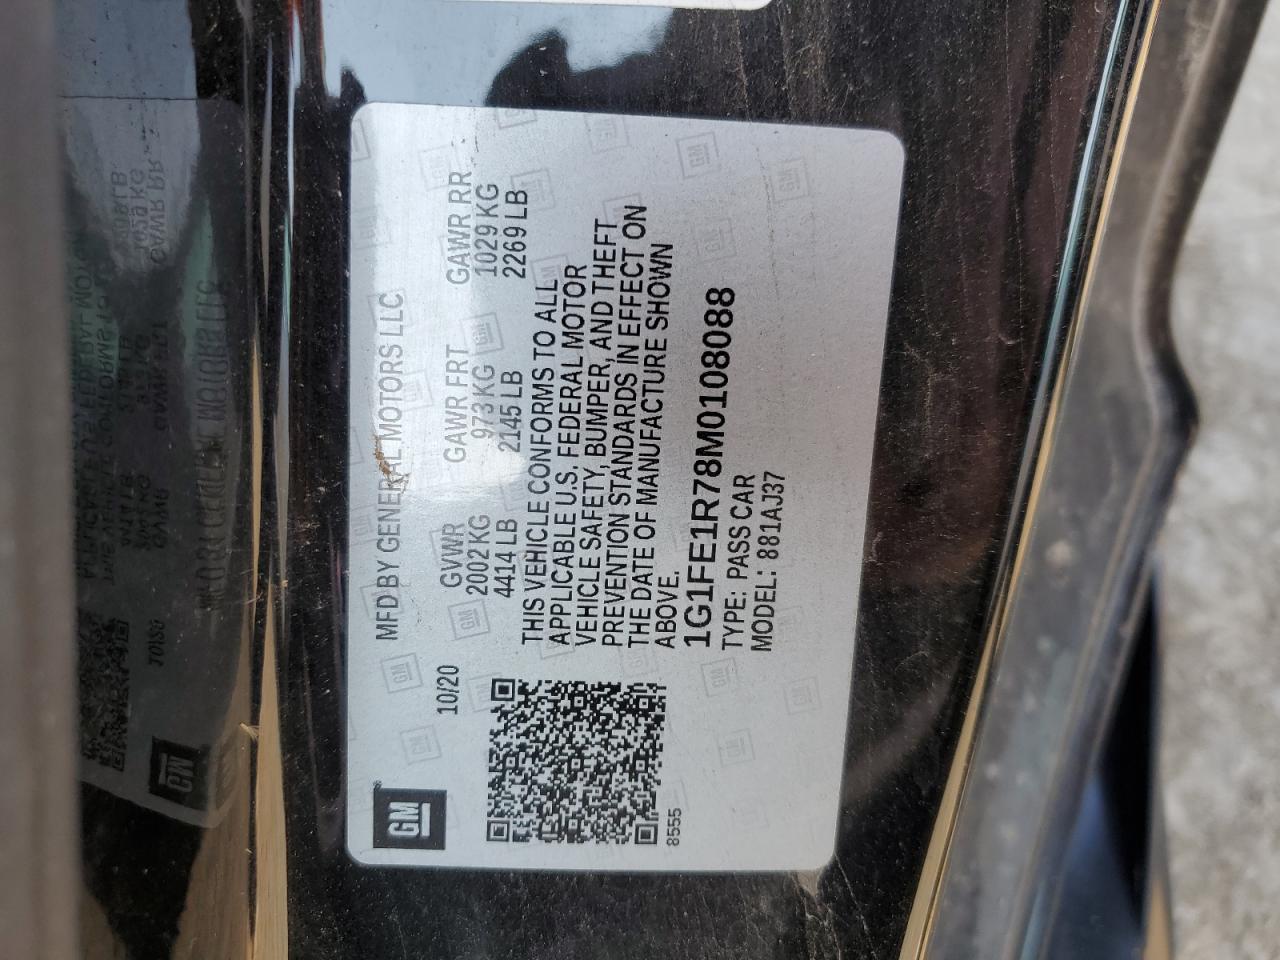 GM
MFD BY GENERAL MOTORS LLC
10/20
GVWR GAWR FRT GAWR RR
2002 KG 973 KG 1029 KG
4414 LB 2145 LB 2269 LB
THIS VEHICLE CONFORMS TO ALL
APPLICABLE U.S. FEDERAL MOTOR
VEHICLE SAFETY, BUMPER, AND THEFT
PREVENTION STANDARDS IN EFFECT ON
THE DATE OF MANUFACTURE SHOWN
ABOVE.
1G1FE1R78M0108088
TYPE: PASS CAR
MODEL: 881AJ37
8555